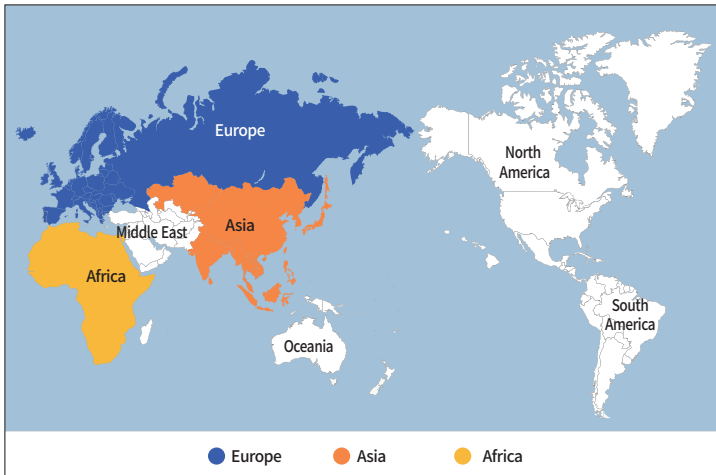 Europe
North
America
Asia
Middle East
Africa
South
America
Oceania
Europe
Asia
Africa